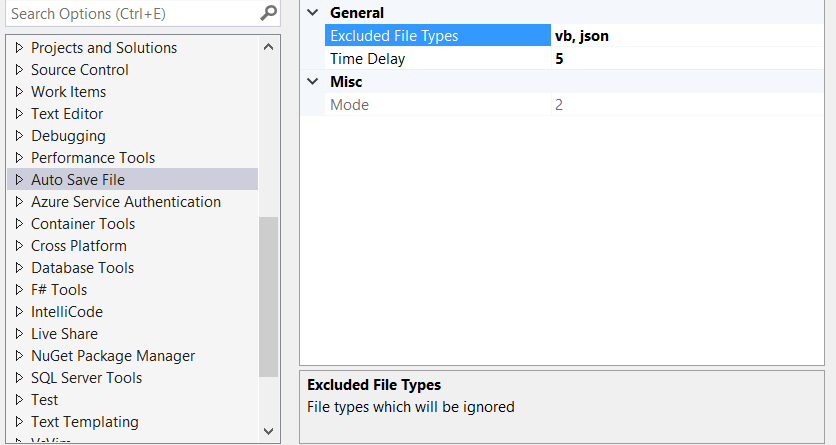 Search Options (Ctrl+E)
Projects and Solutions
Source Control
Work Items
Text Editor
Debugging
Performance Tools
Auto Save File
Azure Service Authentication
Container Tools
Cross Platform
Database Tools
F# Tools
IntelliCode
Live Share
NuGet Package Manager
SQL Server Tools
Test
Text Templating
VsVim
General
Excluded File Types vb, json
Time Delay 5
Misc
Mode 2
Excluded File Types
File types which will be ignored